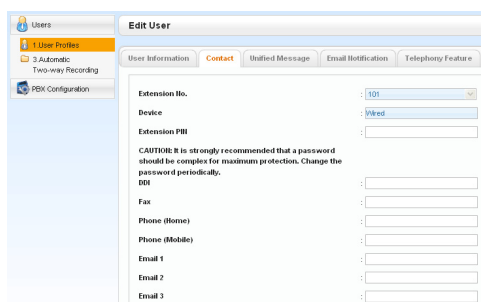 Users
1.User Profiles
3.Automatic
Two-way Recording
PBX Configuration
Edit User
User Information
Contact
Unified Message
Email Notification
Telephony Feature
Extension No.
: 101
Device
: Wired
Extension PIN
:
CAUTION: It is strongly recommended that a password
should be complex for maximum protection. Change the
password periodically.
DDI
:
Fax
:
Phone (Home)
:
Phone (Mobile)
:
Email 1
:
Email 2
:
Email 3
: